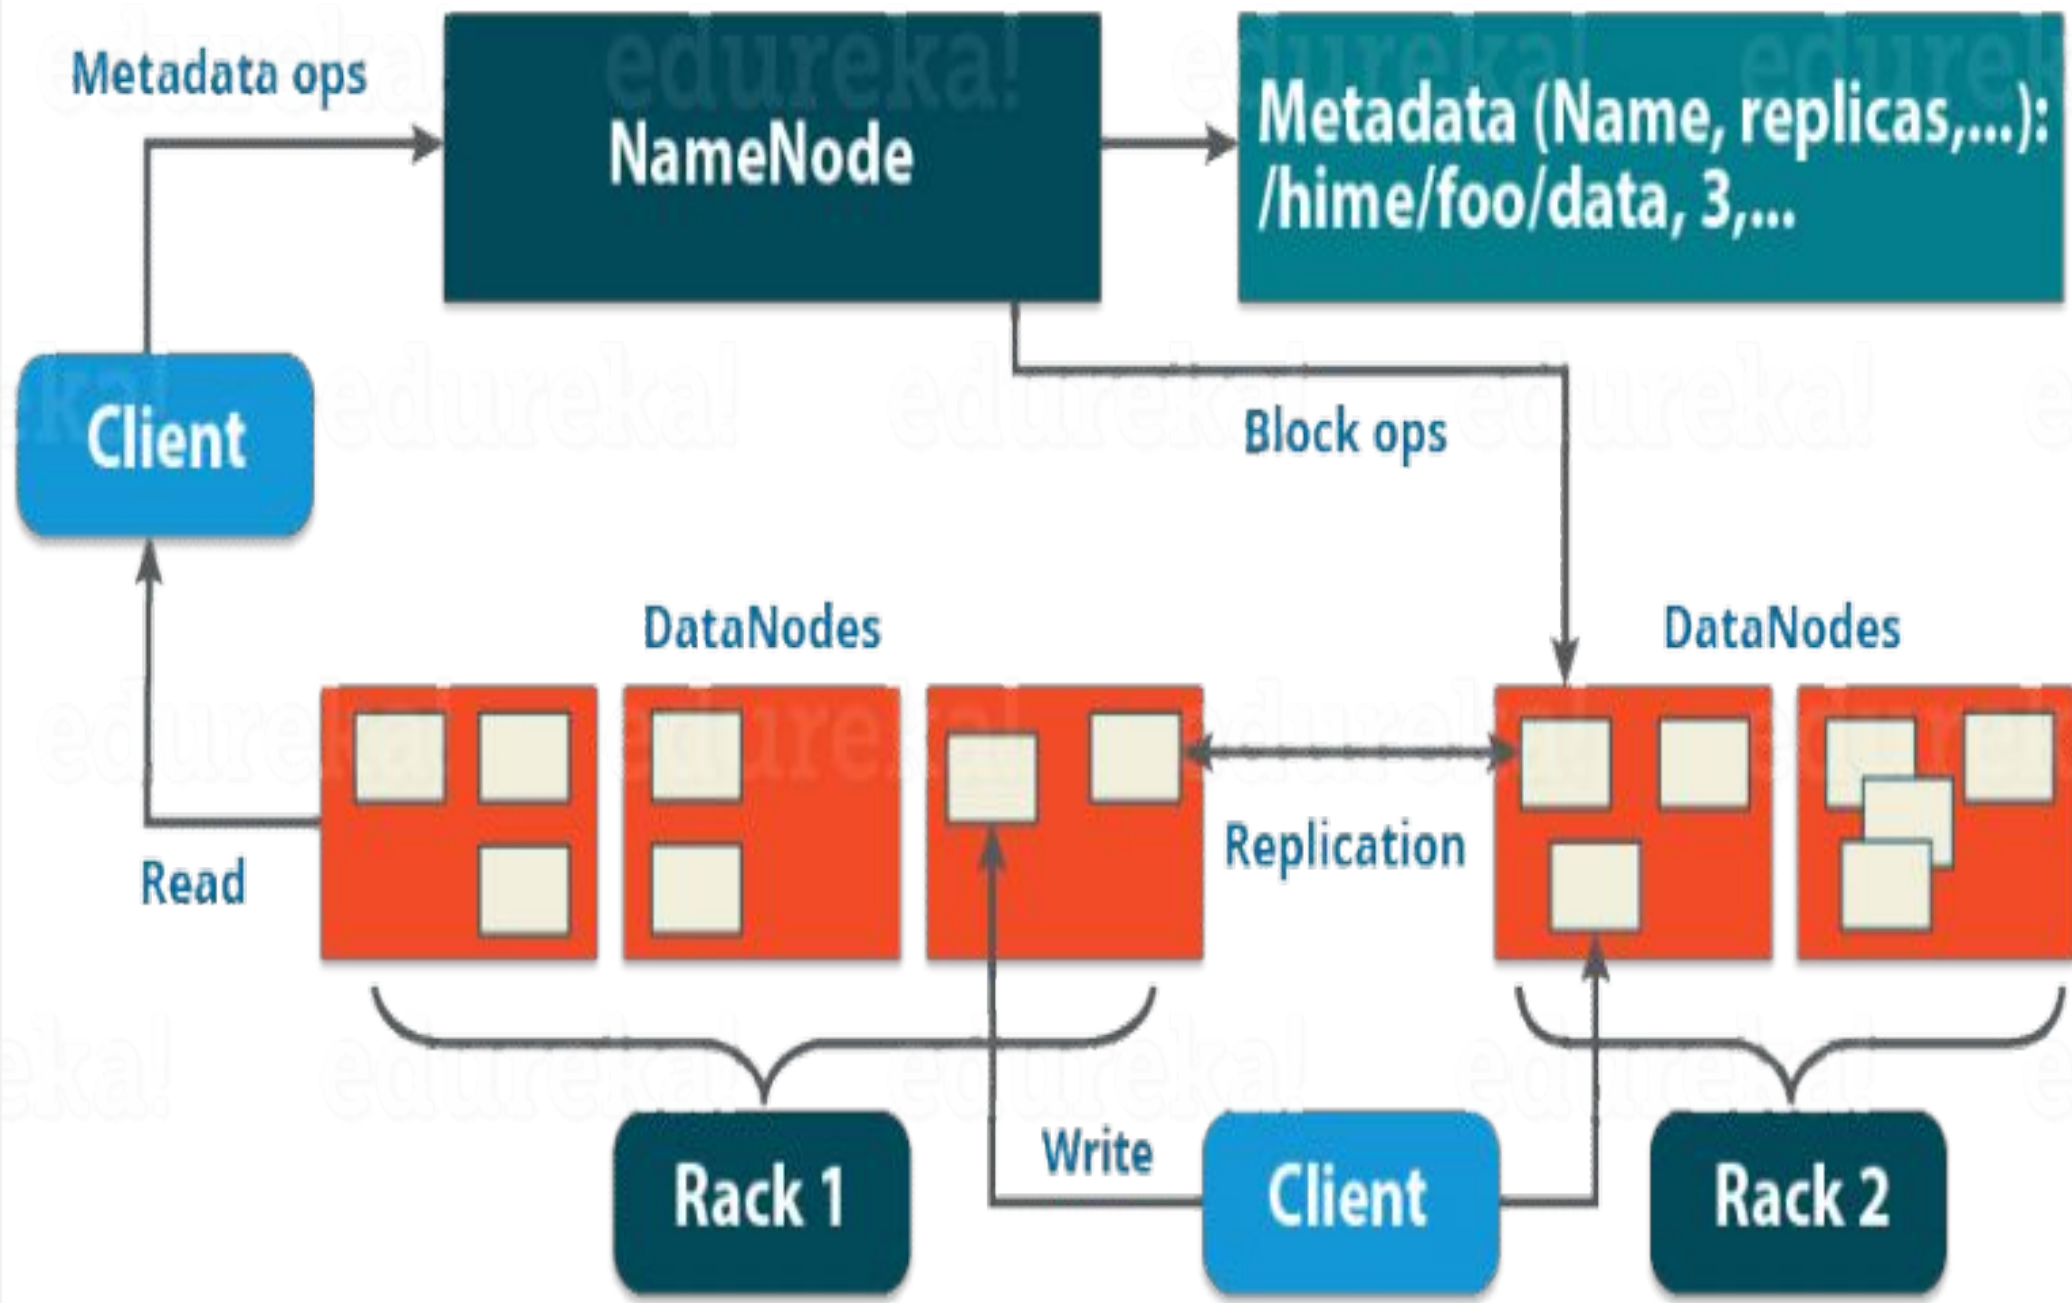 Metadata ops
edureka!
NameNode
Metadata (Name, replicas,...):
/hime/foo/data, 3,...
Client
Block ops
DataNodes
DataNodes
Read
Replication
Write
Rack 1
Client
Rack 2